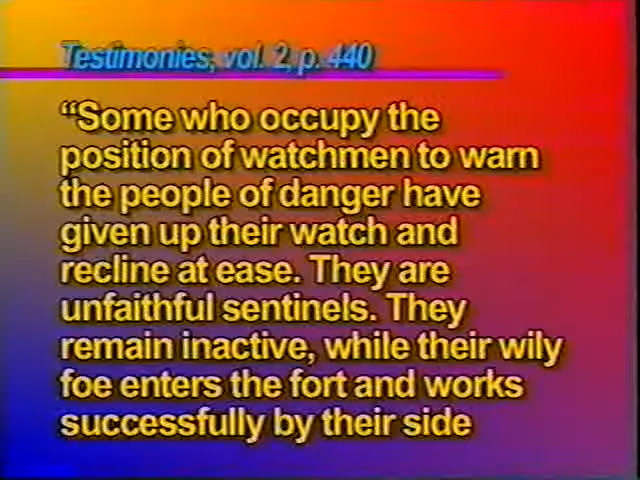 Testimonies, vol. 2, p. 440
“Some who occupy the
position of watchmen to warn
the people of danger have
given up their watch and
recline at ease. They are
unfaithful sentinels. They
remain inactive, while their wily
foe enters the fort and works
successfully by their side